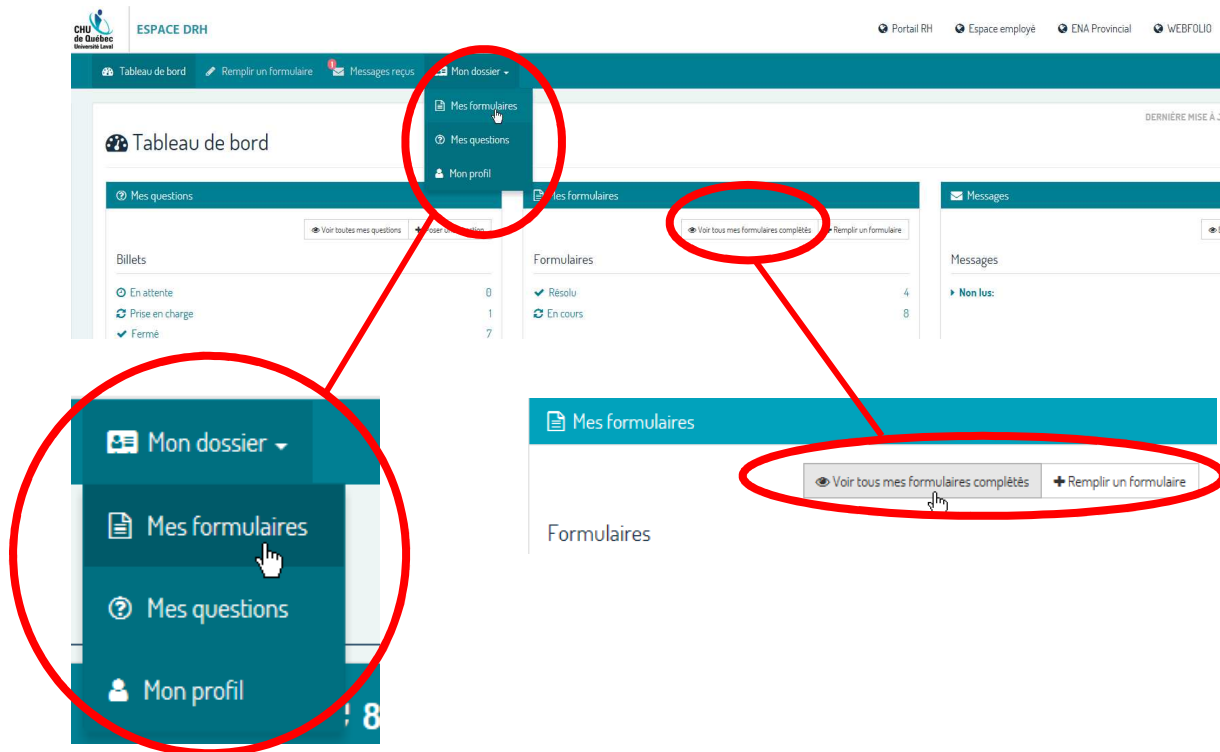 CHU
de Québec
Université Laval
ESPACE DRH
Portail RH
Espace employé
ENA Provincial
WEBFOLIO
Tableau de bord
Remplir un formulaire
1
Messages reçus
Mon dossier
Mes formulaires
Mes questions
Mon profil
DERNIÈRE MISE À J
Tableau de bord
Mes questions
Voir toutes mes questions
Billets
En attente 0
Prise en charge 1
Fermé 7
Mes formulaires
Voir tous mes formulaires complétés
Remplir un formulaire
Formulaires
Résolu 4
En cours 8
Messages
Messages
Non lus:
Mon dossier
Mes formulaires
Mes questions
Mon profil
8
Mes formulaires
Voir tous mes formulaires complétés
Remplir un formulaire
Formulaires